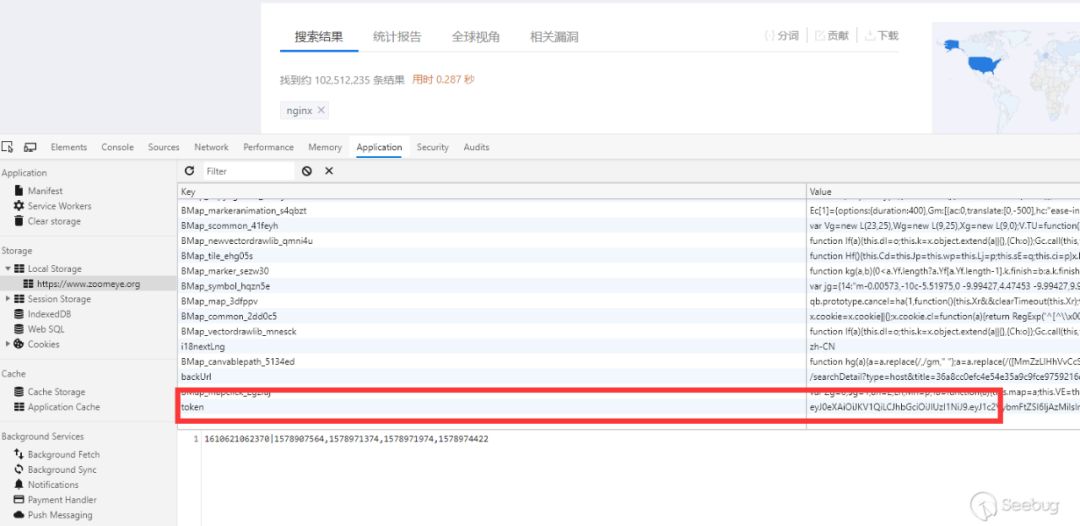 搜索结果 统计报告 全球视角 相关漏洞 分词 贡献 下载
找到约 102,512,235 条结果 用时 0.287 秒
nginx ×
Elements Console Sources Network Performance Memory Application Security Audits
Application
Manifest
Service Workers
Clear storage
Storage
Local Storage
https://www.zoomeye.org
Session Storage
IndexedDB
Web SQL
Cookies
Cache
Cache Storage
Application Cache
Background Services
Background Fetch
Background Sync
Notifications
Payment Handler
Push Messaging
Filter
Key Value
BMap_markeranimation_s4qbzt Ec[1]={options:{duration:400},Gm:[{ac:0,translate:[0,-500],hc:"ease-in
BMap_scommon_41feyh var Vg=new L(23,25),Wg=new L(9,25),Xg=new L(9,0);V.TU=function(
BMap_newvectordrawlib_qmni4u function If(a){this.dl=o;this.k=x.object.extend(a||{},{Ch:o});Gc.call(this,
BMap_tile_ehg05s function Hf(){this.Cd=this.Jp=this.wp=this.Lj=p;this.sE=q;this.ci=p}x.
BMap_marker_sezw30 function kg(a,b){0<a.Yf.length?a.Yf[a.Yf.length-1].k.finish=b:a.k.finish
BMap_symbol_hqzn5e var jg={14:"m-0.00573,-10c-5.51975,0 -9.99427,4.47453 -9.99427,9.9
BMap_map_3dfppv qb.prototype.cancel=ha(1,function(){this.Xr&&clearTimeout(this.Xr);
BMap_common_2dd0c5 x.cookie=x.cookie||{};x.cookie.cl=function(a){return RegExp('^[^\\x00
BMap_vectordrawlib_mnesck function If(a){this.dl=o;this.k=x.object.extend(a||{},{Ch:o});Gc.call(this,
i18nextLng zh-CN
BMap_canvablepath_5134ed function hg(a){a=a.replace(/,/gm," ");a=a.replace(/([MmZzLlHhVvCcS
backUrl /searchDetail?type=host&title=36a8cc0efc4e54e35a9c9fce9759216
token
1 1610621062370|1578907564,1578971374,1578971974,1578974422
Seebug